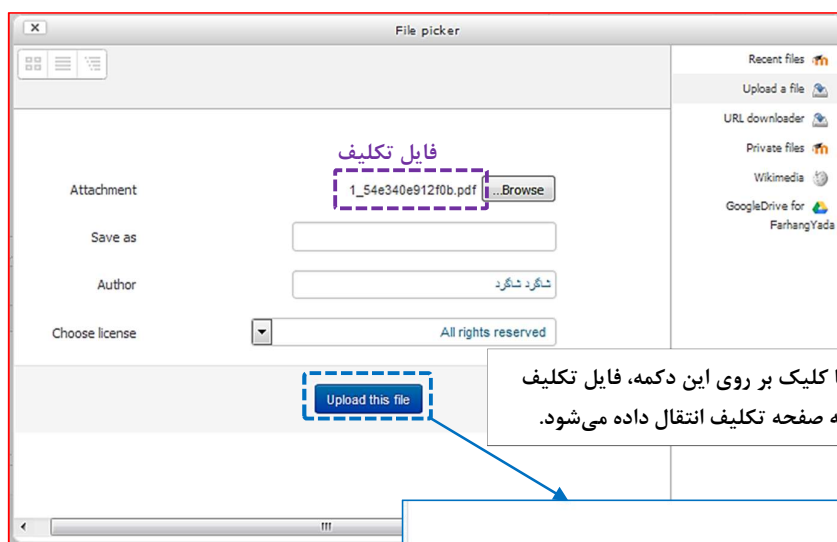 File picker
Recent files
Upload a file
URL downloader
Private files
Wikimedia
GoogleDrive for
FarhangYada
فایل تکلیف
Attachment
1_54e340e912f0b.pdf
Browse...
Save as
Author
شاگرد شاگرد
Choose license
All rights reserved
Upload this file
کلیک بر روی این دکمه، فایل تکلیف
صفحه تکلیف انتقال داده می‌شود.